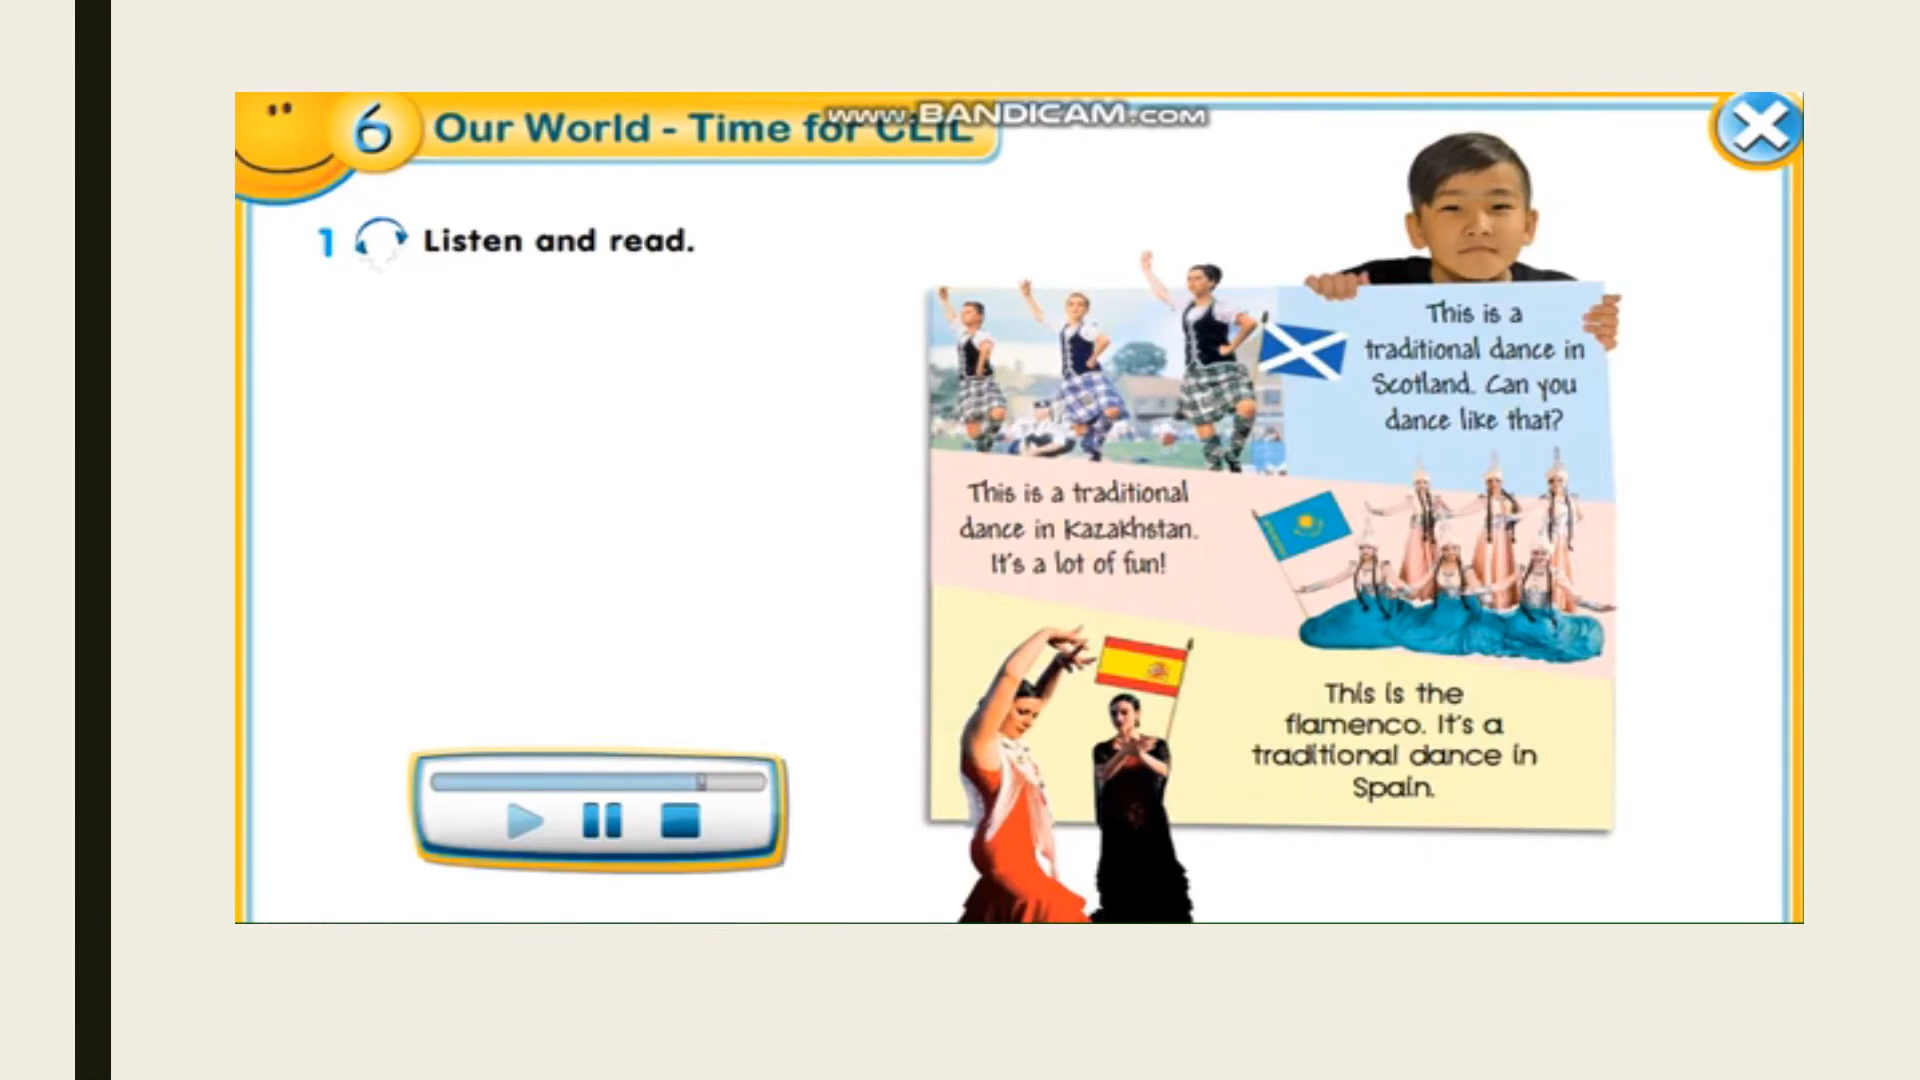 6
Our World - Time for CLIL
www.BANDICAM.com
1 Listen and read.
This is a
traditional dance in
Scotland. Can you
dance like that?
This is a traditional
dance in Kazakhstan.
It's a lot of fun!
This is the
flamenco. It's a
traditional dance in
Spain.